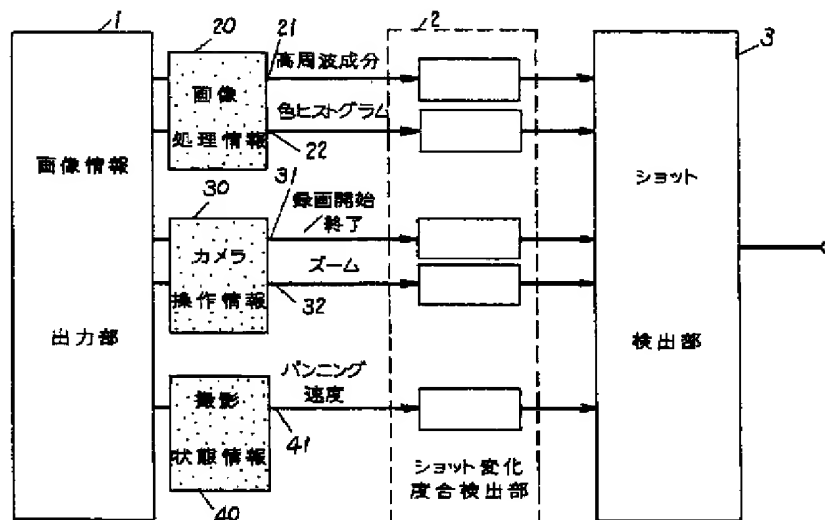 1
20
21
2
3
高周波成分
画像
処理情報
色ヒストグラム
22
画像情報
出力部
30
31
録画開始
/終了
カメラ
操作情報
ズーム
32
パンニング
速度
撮影
状態情報
41
40
ショット変化
度合検出部
ショット
検出部